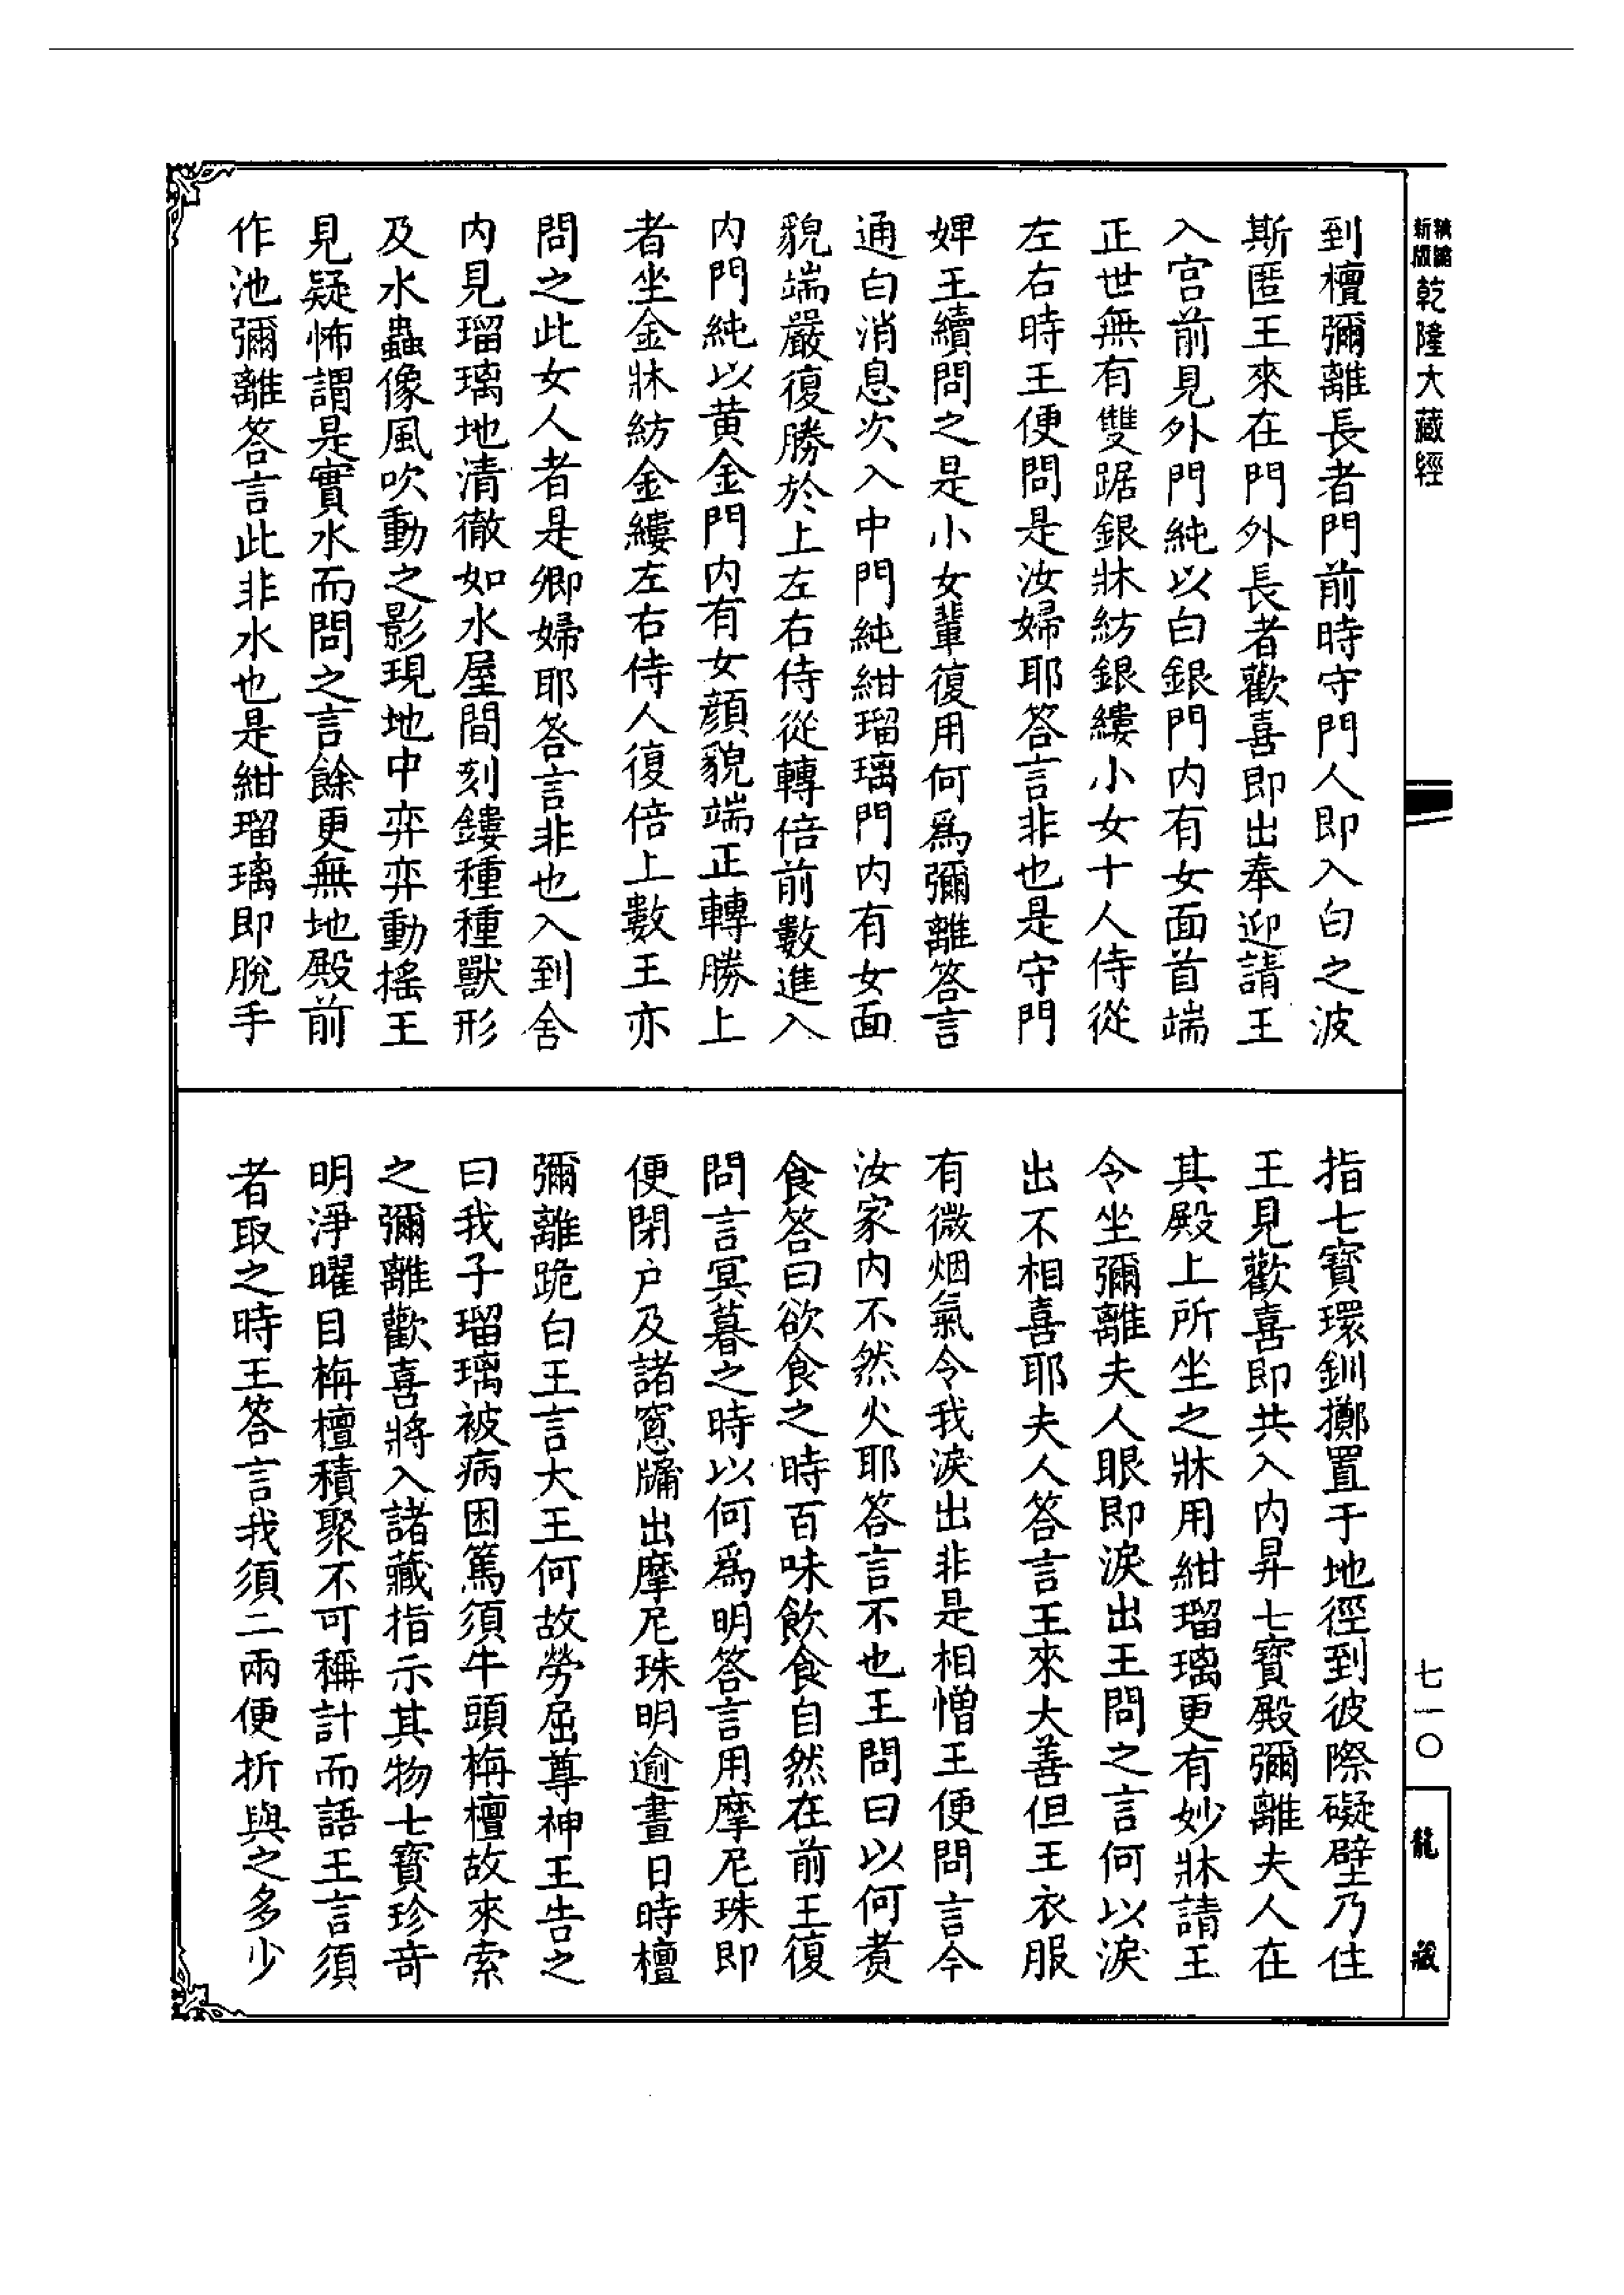 新版
乾隆大藏經
到檀彌離長者門前時守門人即入白之波
斯匿王來在門外長者歡喜即出奉迎請王
入宫前見外門純以白銀門内有女面首端
正世無有雙踞銀牀紡銀縷小女十人侍從
左右時王便問是汝婦耶答言非也是守門
婢王續問之是小女輩復用何爲彌離答言
通白消息次入中門純紺瑠璃門内有女面
貌端嚴復勝於上左右侍從轉倍前數進入
内門純以黄金門内有女顔貌端正轉勝上
者坐金牀紡金縷左右侍人復倍上數王亦
問之此女人者是卿婦耶答言非也入到舍
内見瑠璃地清徹如水屋間刻鏤種種獸形
及水蟲像風吹動之影現地中弈弈動揺王
見疑怖謂是實水而問之言餘更無地殿前
作池彌離答言此非水也是紺瑠璃即脫手
指七寶環釧擲置于地徑到彼際礙壁乃住
王見歡喜即共入内昇七寶殿彌離夫人在
其殿上所坐之牀用紺瑠璃更有妙牀請王
令坐彌離夫人眼即淚出王問之言何以淚
出不相喜耶夫人答言王來大善但王衣服
有微烟氣令我淚出非是相憎王便問言今
汝家内不然火耶答言不也王問曰以何煑
食答曰欲食之時百味飲食自然在前王復
問言冥暮之時以何爲明答言用摩尼珠即
便閉户及諸窓牖出摩尼珠明逾晝日時檀
彌離跪白王言大王何故勞屈尊神王告之
曰我子瑠璃被病困篤須牛頭栴檀故來索
之彌離歡喜將入諸藏指示其物七寶珍奇
明淨曜目栴檀積聚不可稱計而語王言須
者取之時王答言我須二兩便折與之多少
七一〇
龍藏